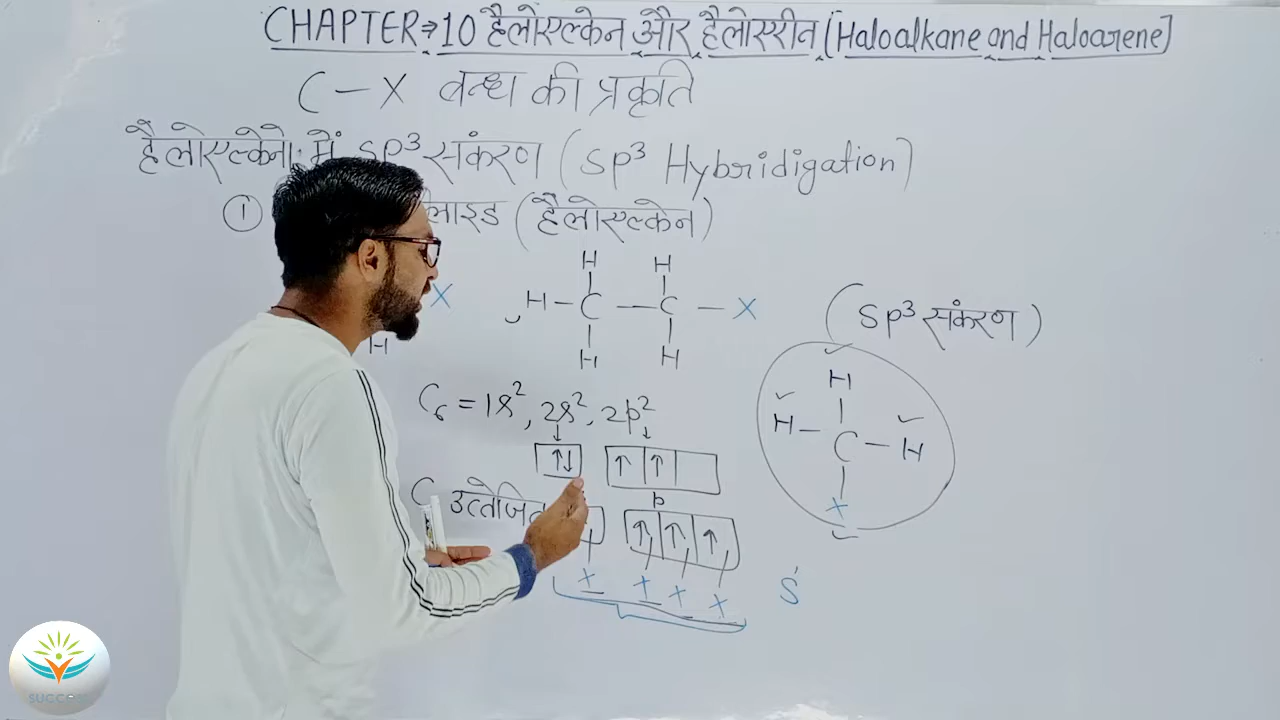 CHAPTER⇒10 हैलोएल्केन और हैलोएरीन (Haloalkane and Haloarene)
C – X बन्ध की प्रकृति
हैलोएल्केनो में SP³ संकरण (SP³ Hybridigation)
① लाइड (हैलोएल्केन)
H H
X H – C – C – X
H H H
(SP³ संकरण)
H
H – C – H
X
C₆ = 1s², 2s², 2p²
↑↓ ↑ ↑
p
C उत्तेजित ↑ ↑ ↑
x x x x
S'
SUCCESS